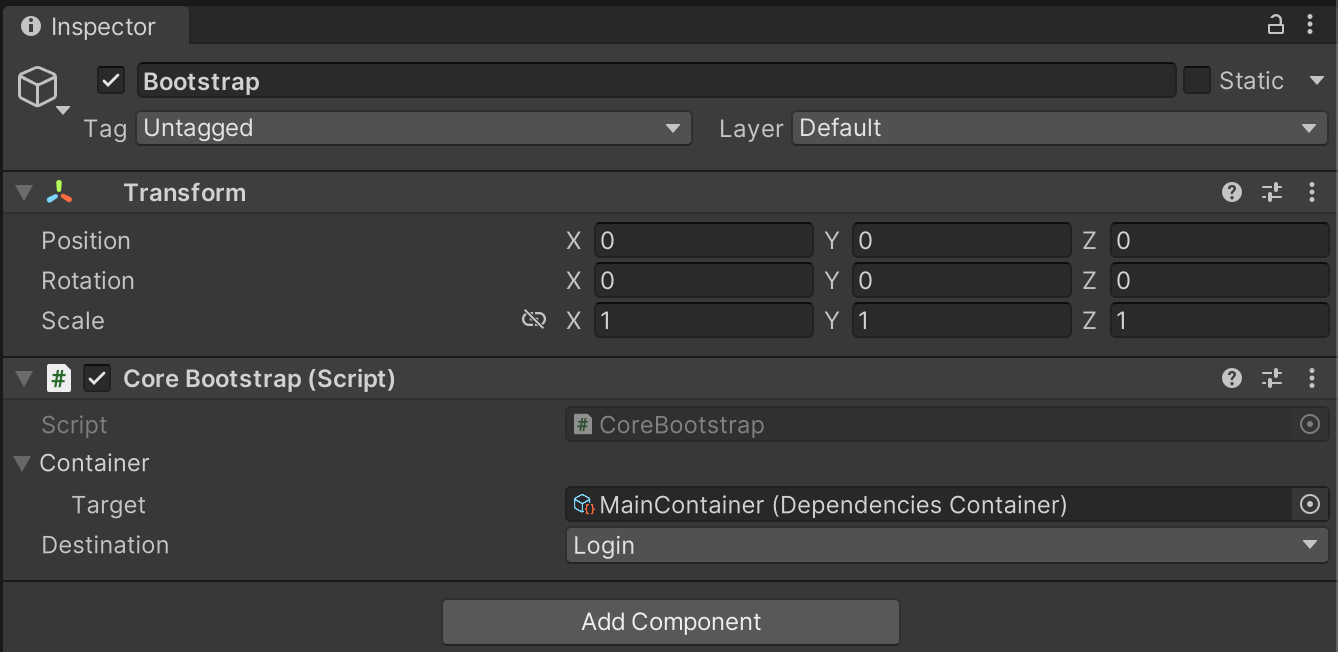 Inspector
Bootstrap Static
Tag Untagged Layer Default
Transform
Position X 0 Y 0 Z 0
Rotation X 0 Y 0 Z 0
Scale X 1 Y 1 Z 1
# Core Bootstrap (Script)
Script # CoreBootstrap
Container
Target MainContainer (Dependencies Container)
Destination Login
Add Component